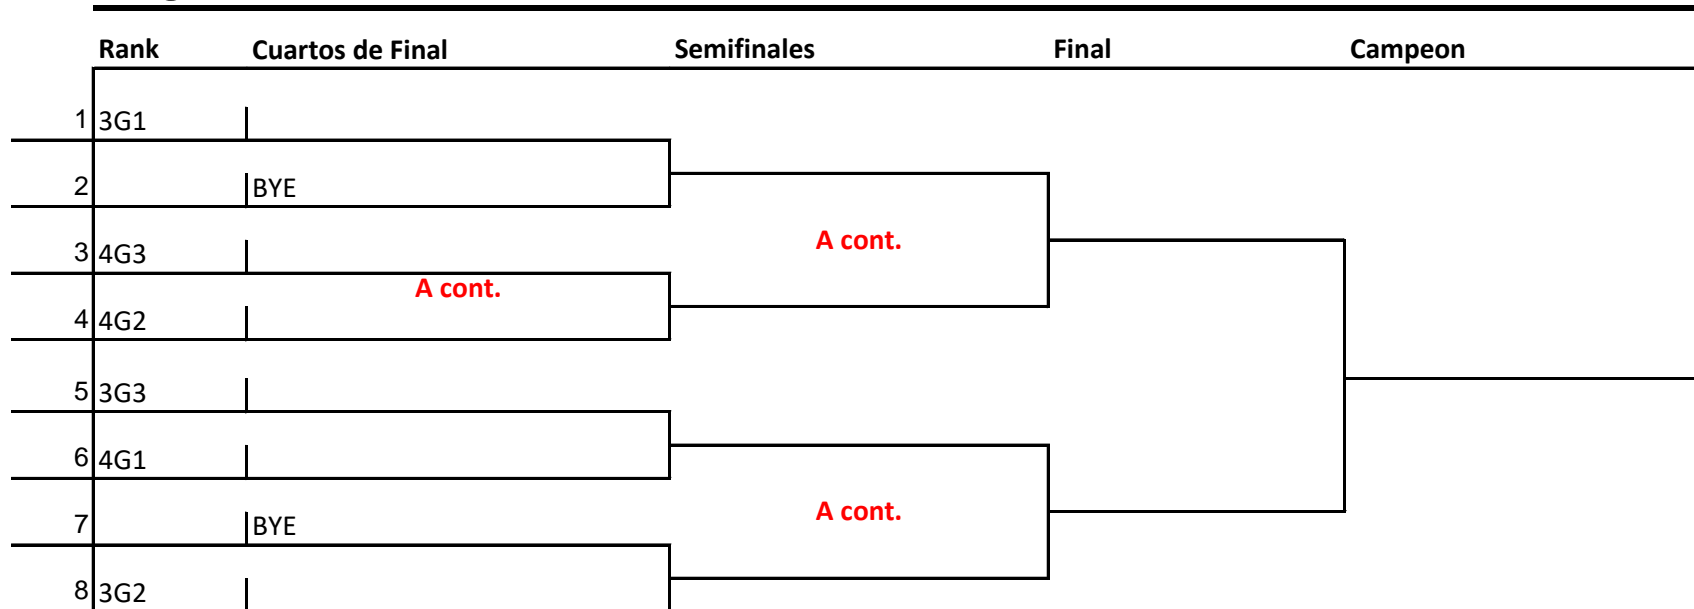 Rank Cuartos de Final Semifinales Final Campeon
1 3G1
2 BYE
3 4G3
A cont.
A cont.
4 4G2
5 3G3
6 4G1
A cont.
7 BYE
8 3G2